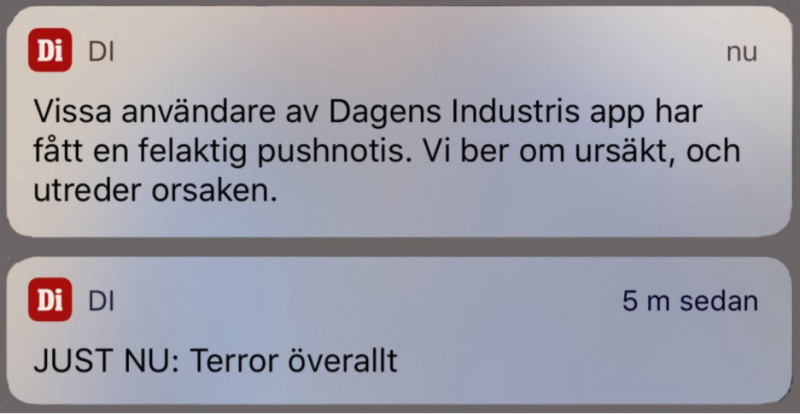 Di DI nu
Vissa användare av Dagens Industris app har
fått en felaktig pushnotis. Vi ber om ursäkt, och
utreder orsaken.
Di DI 5 m sedan
JUST NU: Terror överallt